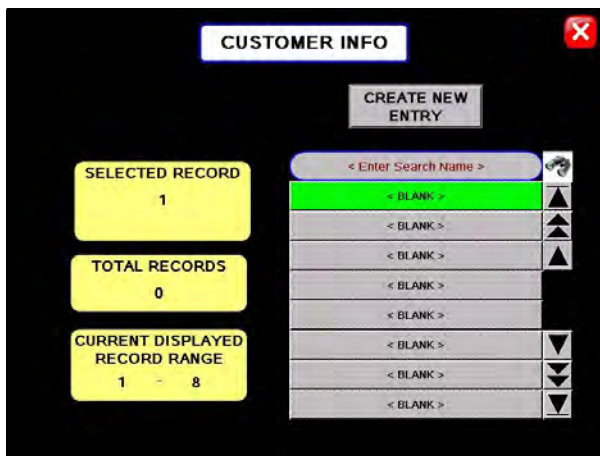 CUSTOMER INFO
CREATE NEW
ENTRY
< Enter Search Name >
SELECTED RECORD
1
TOTAL RECORDS
0
CURRENT DISPLAYED
RECORD RANGE
1 - 8
< BLANK >
< BLANK >
< BLANK >
< BLANK >
< BLANK >
< BLANK >
< BLANK >
< BLANK >